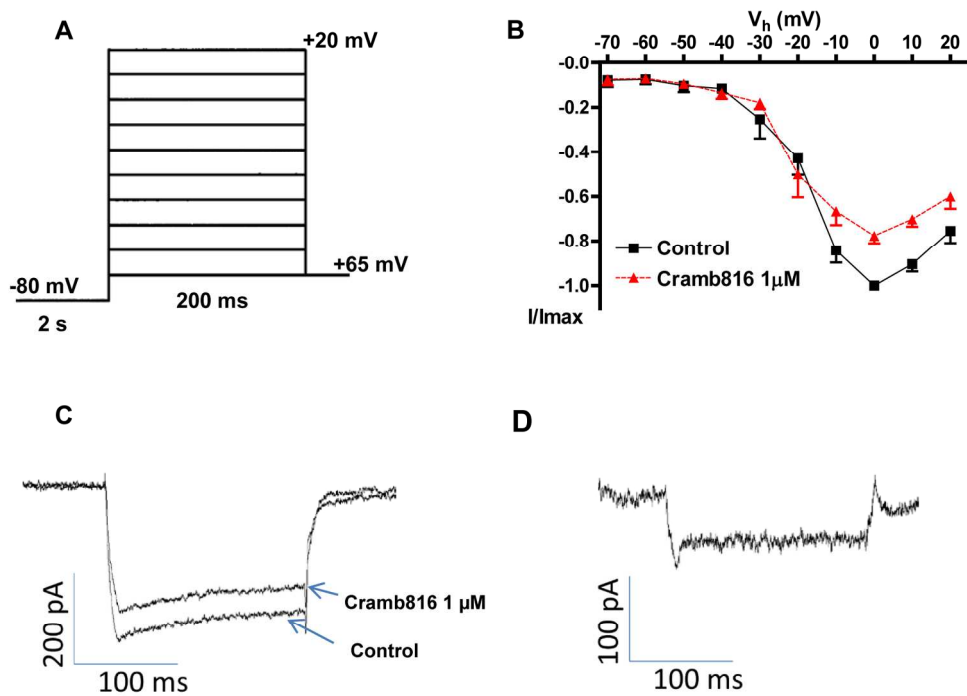 A
+20 mV
-80 mV
+65 mV
200 ms
2 s
B
Vh (mV)
-70 -60 -50 -40 -30 -20 -10 0 10 20
-0.0
-0.2
-0.4
-0.6
-0.8
-1.0
Control
Cramb816 1µM
I/Imax
C
Cramb816 1 µM
Control
200 pA
100 ms
D
100 pA
100 ms